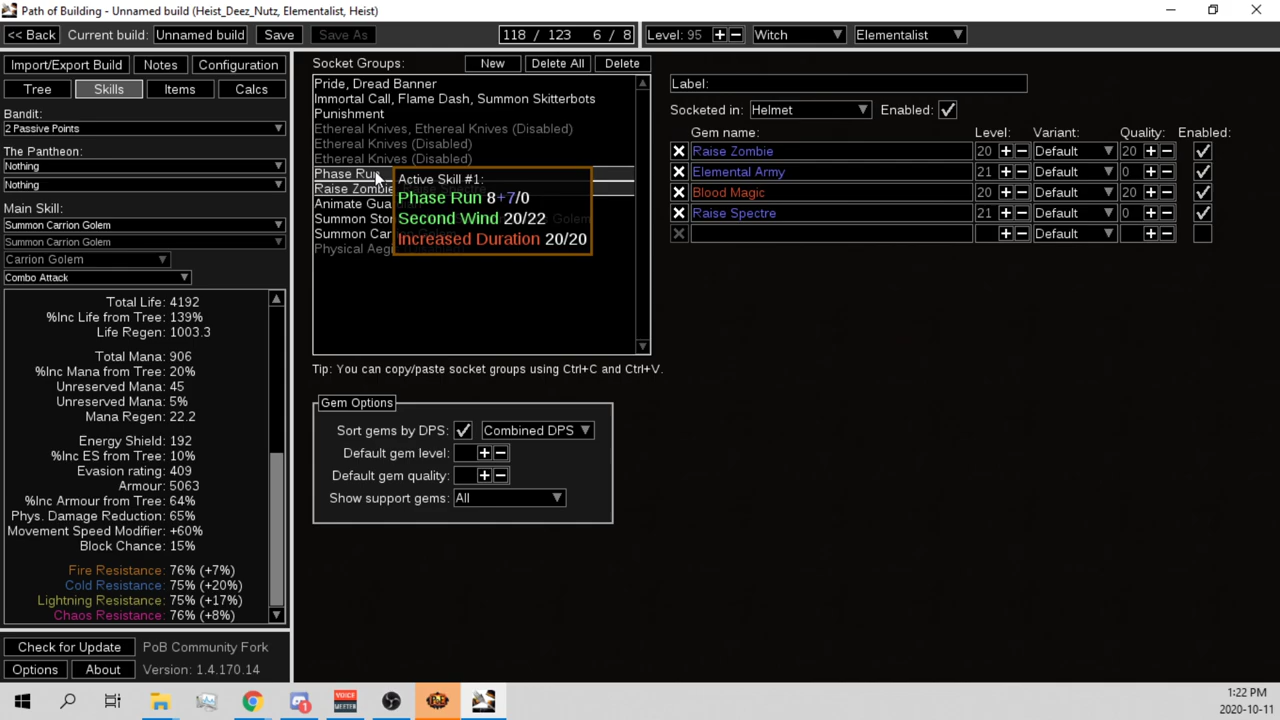 Path of Building - Unnamed build (Heist_Deez_Nutz, Elementalist, Heist)
<< Back Current build: Unnamed build Save Save As 118 / 123 6 / 8 Level: 95 Witch Elementalist
Import/Export Build Notes Configuration
Tree Skills Items Calcs
Bandit:
2 Passive Points
The Pantheon:
Nothing
Nothing
Main Skill:
Summon Carrion Golem
Summon Carrion Golem
Carrion Golem
Combo Attack
Total Life: 4192
%Inc Life from Tree: 139%
Life Regen: 1003.3
Total Mana: 906
%Inc Mana from Tree: 20%
Unreserved Mana: 45
Unreserved Mana: 5%
Mana Regen: 22.2
Energy Shield: 192
%Inc ES from Tree: 10%
Evasion rating: 409
Armour: 5063
%Inc Armour from Tree: 64%
Phys. Damage Reduction: 65%
Movement Speed Modifier: +60%
Block Chance: 15%
Fire Resistance: 76% (+7%)
Cold Resistance: 75% (+20%)
Lightning Resistance: 75% (+17%)
Chaos Resistance: 76% (+8%)
Check for Update PoB Community Fork
Options About Version: 1.4.170.14
Socket Groups: New Delete All Delete
Pride, Dread Banner
Immortal Call, Flame Dash, Summon Skitterbots
Punishment
Ethereal Knives, Ethereal Knives (Disabled)
Ethereal Knives (Disabled)
Ethereal Knives (Disabled)
Phase Run
Raise Zombie
Animate Gua
Summon Sto Golem
Summon Car
Physical Aeg
Active Skill #1:
Phase Run 8+7/0
Second Wind 20/22
Increased Duration 20/20
Tip: You can copy/paste socket groups using Ctrl+C and Ctrl+V.
Gem Options
Sort gems by DPS: Combined DPS
Default gem level:
Default gem quality:
Show support gems: All
Label:
Socketed in: Helmet Enabled:
Gem name: Level: Variant: Quality: Enabled:
Raise Zombie 20 Default 20
Elemental Army 21 Default 0
Blood Magic 20 Default 20
Raise Spectre 21 Default 0
Default
VOICE MEETER
PoB
1
1:22 PM
2020-10-11